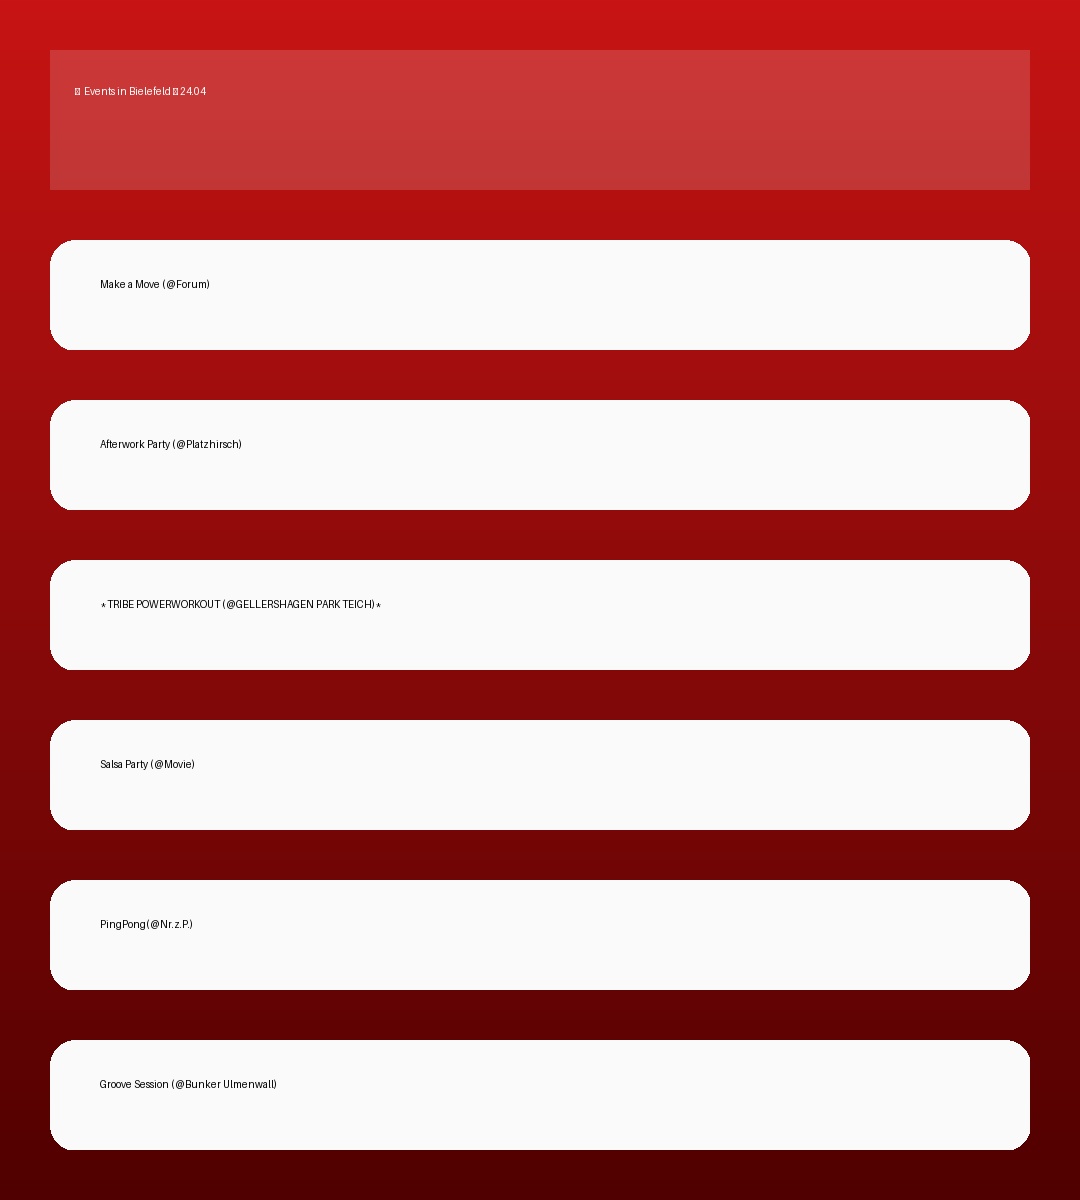 Events in Bielefeld 24.04
Make a Move (@Forum)
Afterwork Party (@Platzhirsch)
*TRIBE POWERWORKOUT (@GELLERSHAGEN PARK TEICH)*
Salsa Party (@Movie)
PingPong(@Nr.z.P.)
Groove Session (@Bunker Ulmenwall)